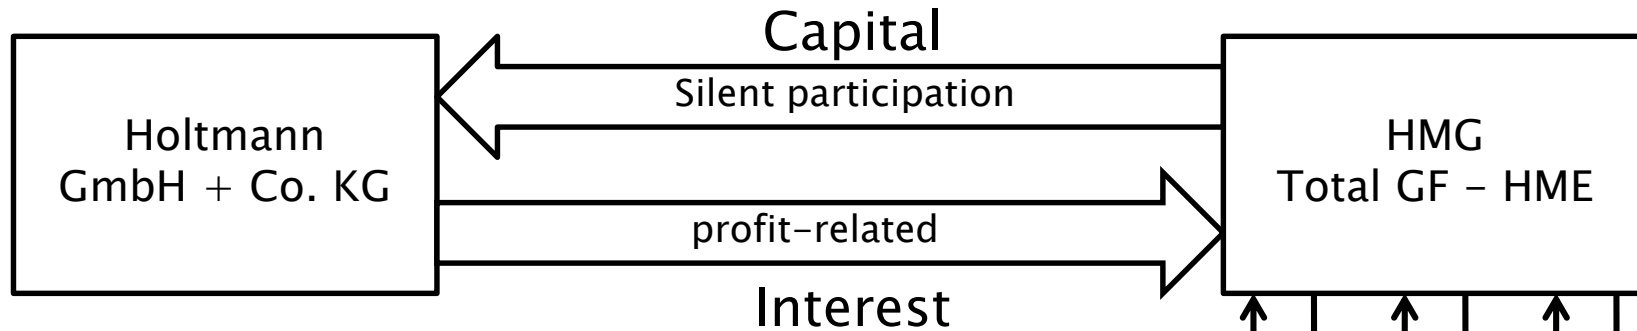 Capital
Silent participation
Holtmann
GmbH + Co. KG
HMG
Total GF – HME
profit–related
Interest